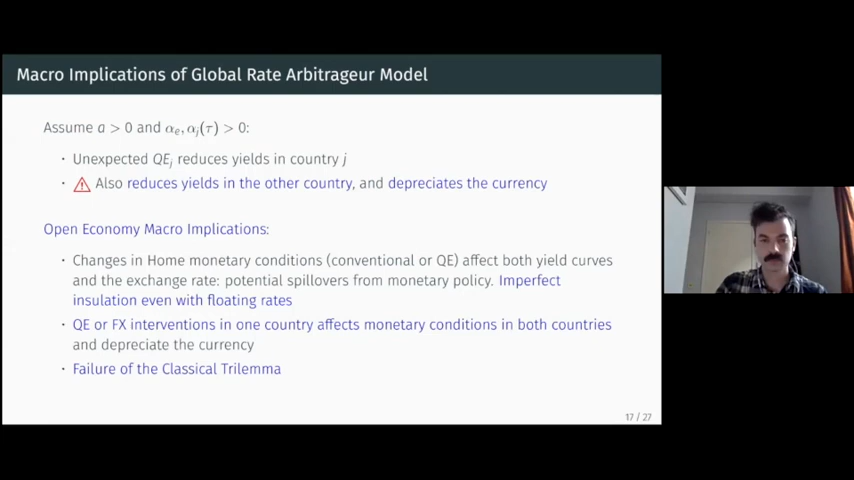 Macro Implications of Global Rate Arbitrageur Model
Assume a > 0 and αₑ, αⱼ(τ) > 0:
· Unexpected QEⱼ reduces yields in country j
· ⚠ Also reduces yields in the other country, and depreciates the currency
Open Economy Macro Implications:
· Changes in Home monetary conditions (conventional or QE) affect both yield curves
and the exchange rate: potential spillovers from monetary policy. Imperfect
insulation even with floating rates
· QE or FX interventions in one country affects monetary conditions in both countries
and depreciate the currency
· Failure of the Classical Trilemma
17 / 27